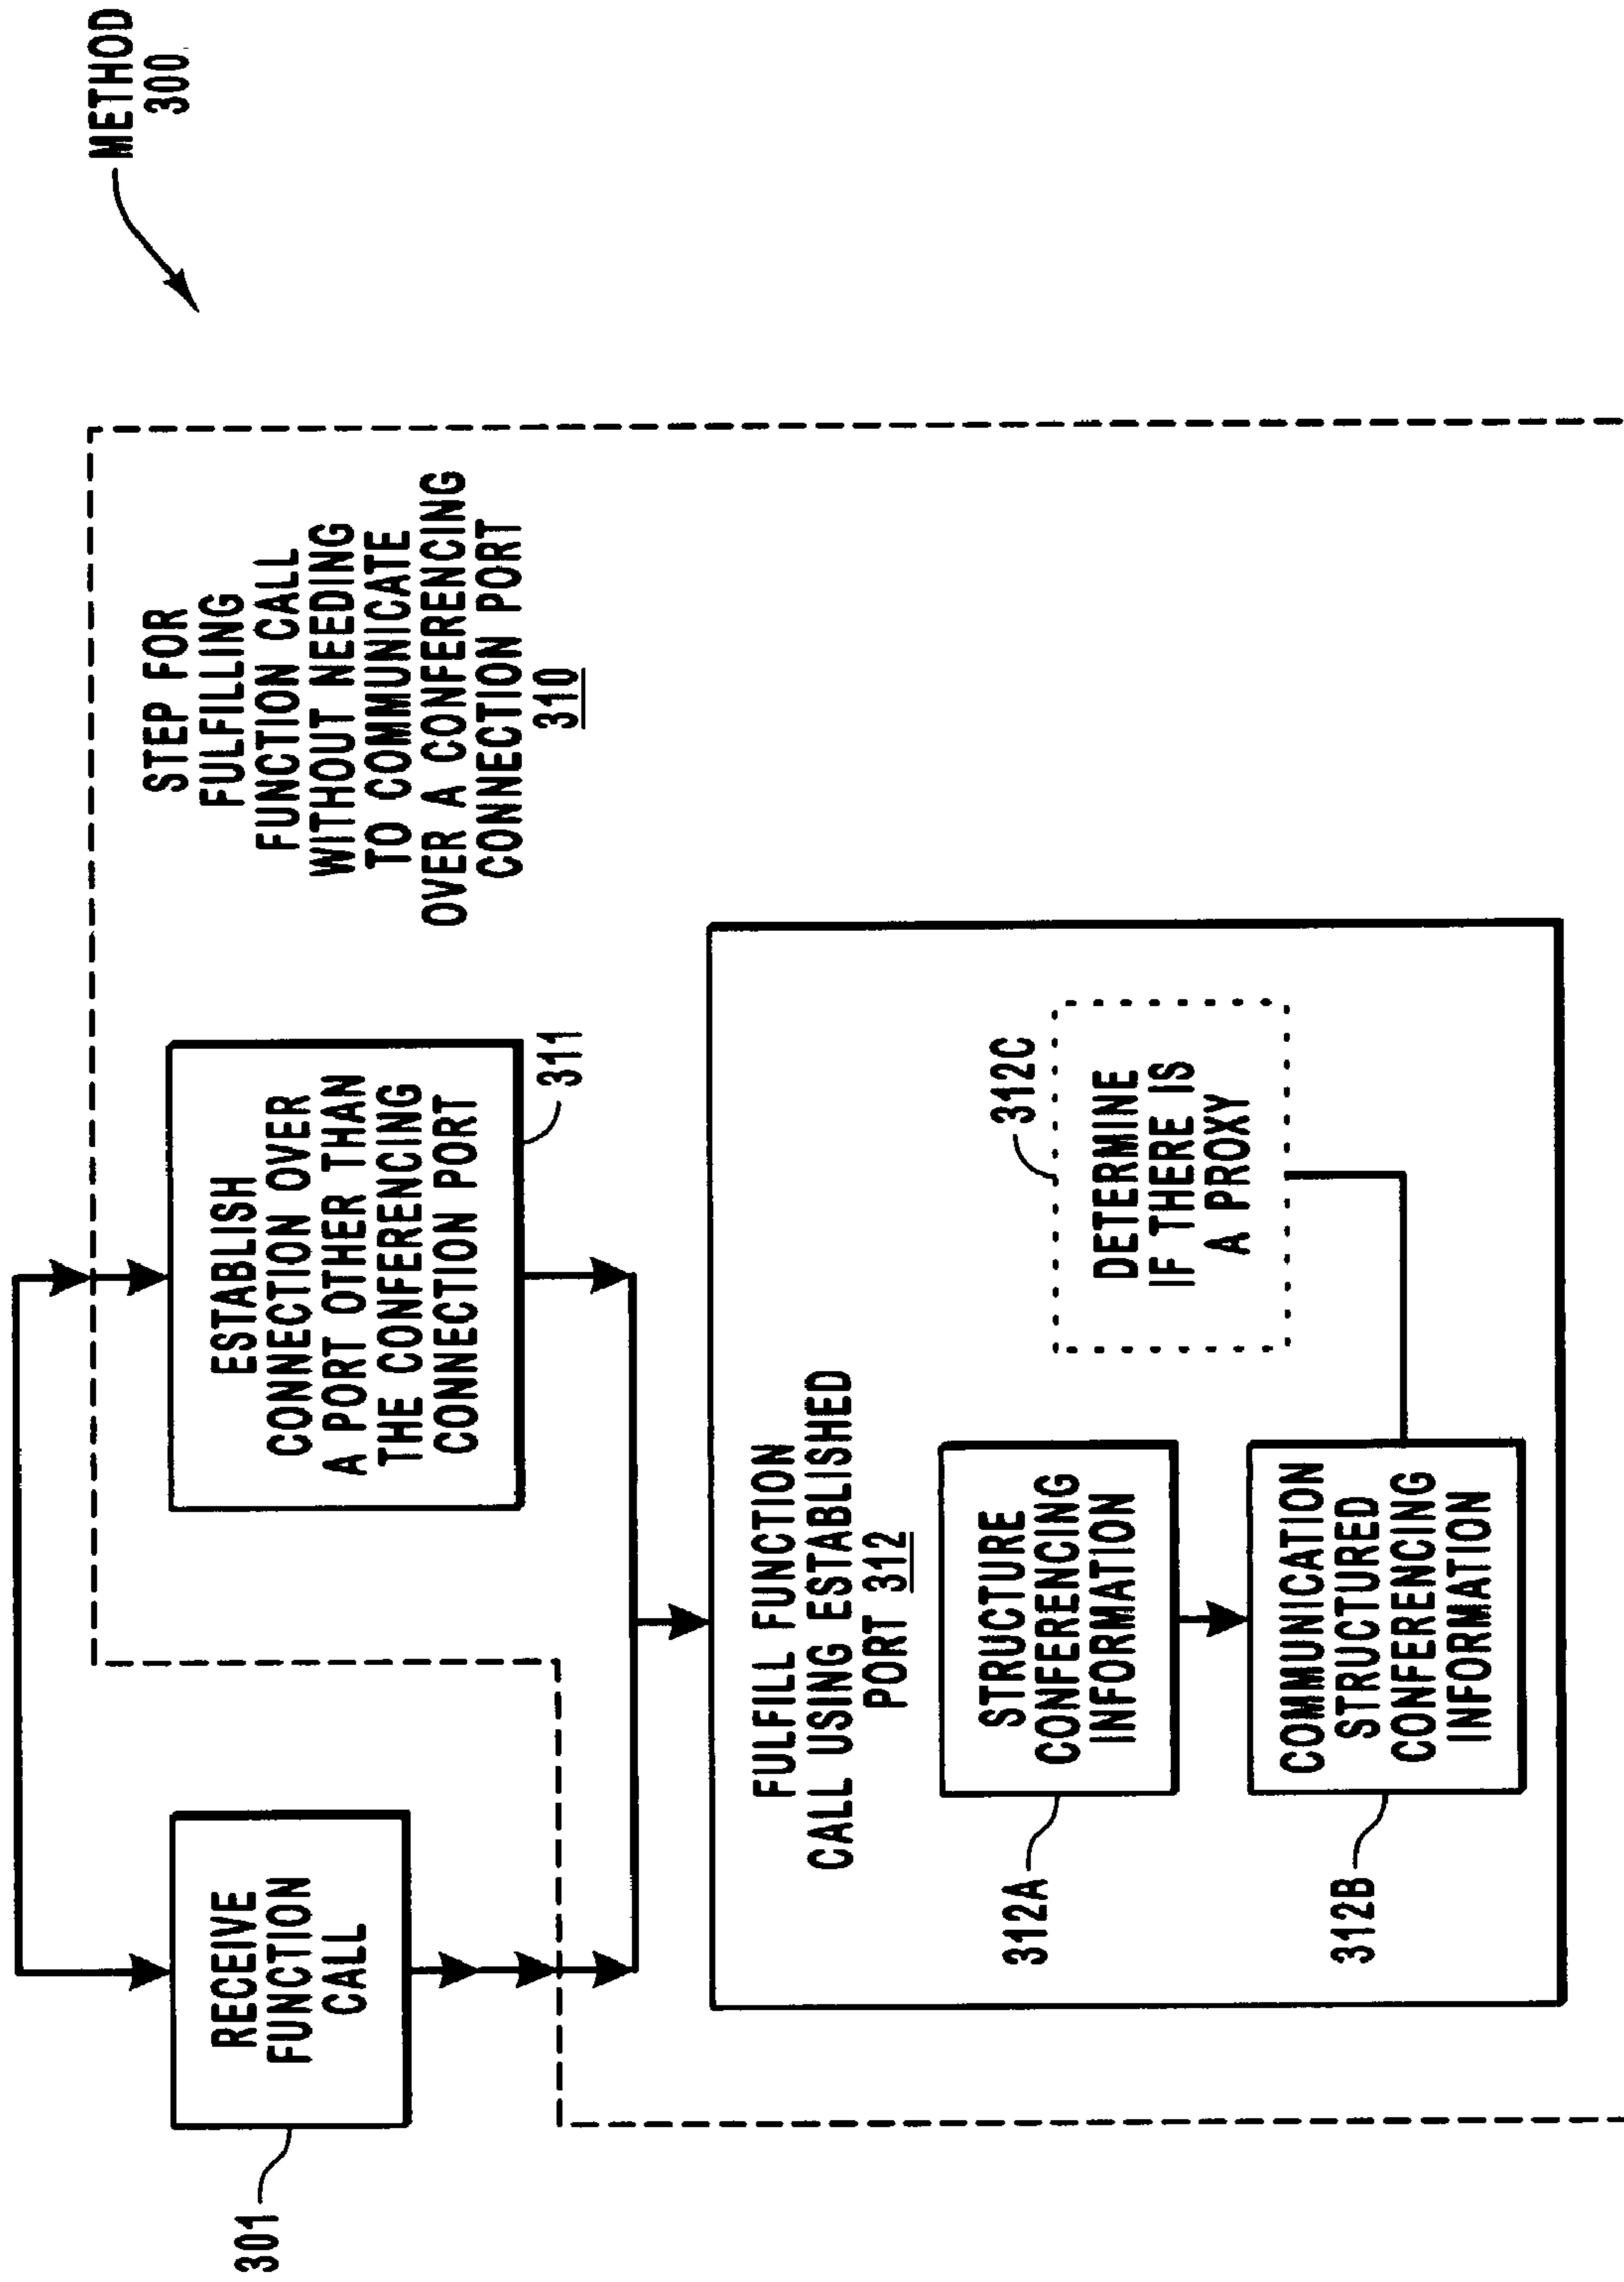 METHOD
300
301
RECEIVE
FUNCTION
CALL
ESTABLISH
CONNECTION OVER
A PORT OTHER THAN
THE CONFERENCING
CONNECTION PORT
311
STEP FOR
FULFILLING
FUNCTION CALL
WITHOUT NEEDING
TO COMMUNICATE
OVER A CONFERENCING
CONNECTION PORT
310
FULFILL FUNCTION
CALL USING ESTABLISHED
PORT 312
312A
STRUCTURE
CONFERENCING
INFORMATION
312B
COMMUNICATION
STRUCTURED
CONFERENCING
INFORMATION
312C
DETERMINE
IF THERE IS
A PROXY